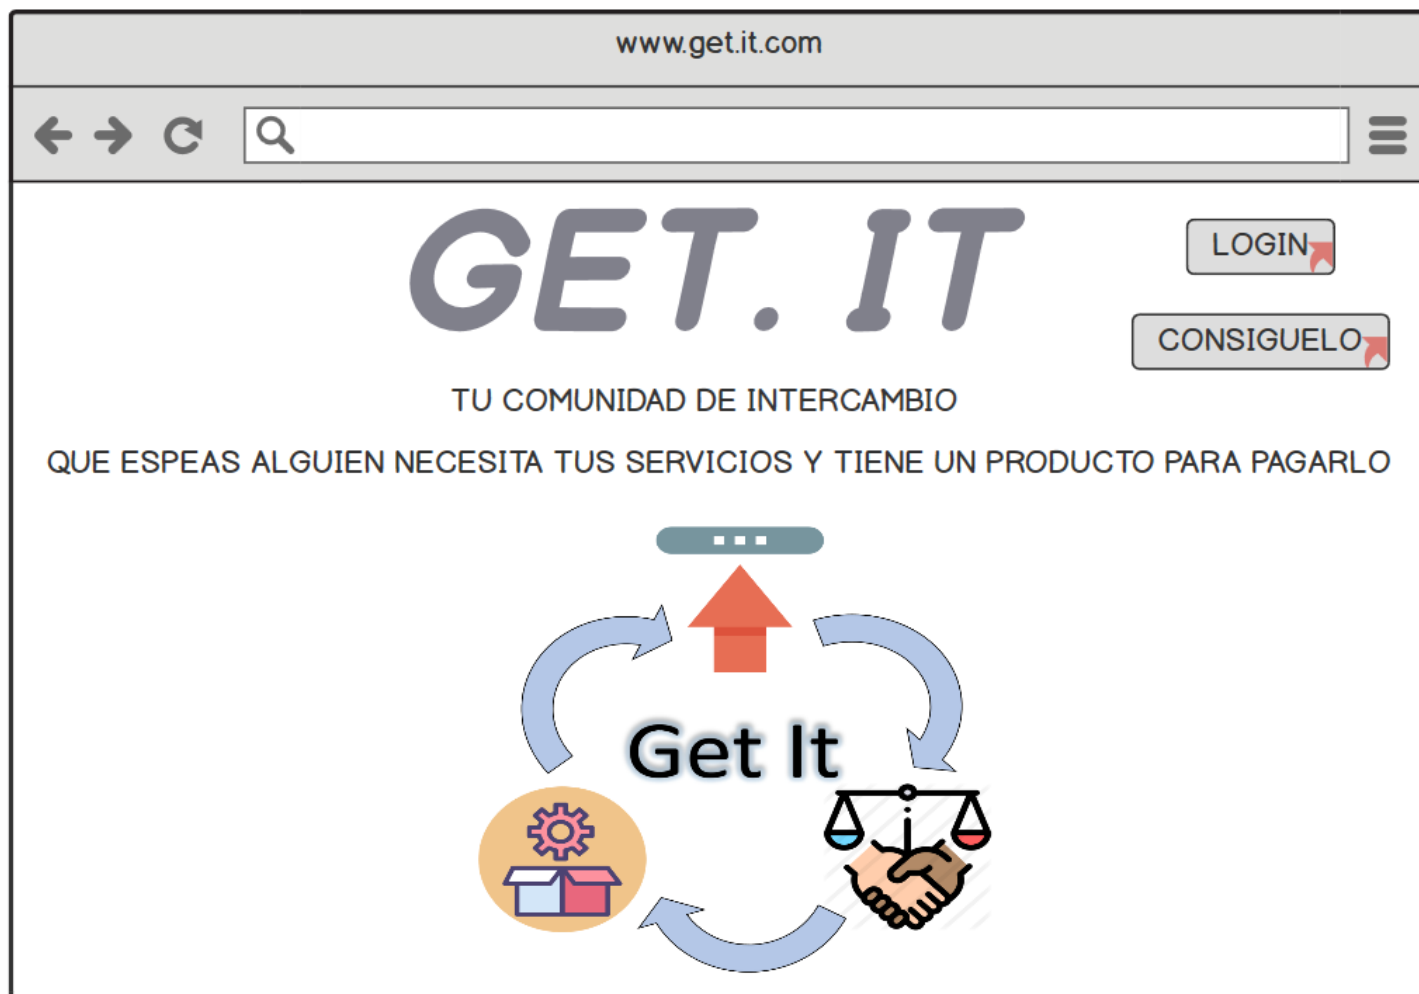 www.get.it.com
GET. IT
LOGIN
CONSIGUELO
TU COMUNIDAD DE INTERCAMBIO
QUE ESPEAS ALGUIEN NECESITA TUS SERVICIOS Y TIENE UN PRODUCTO PARA PAGARLO
Get It